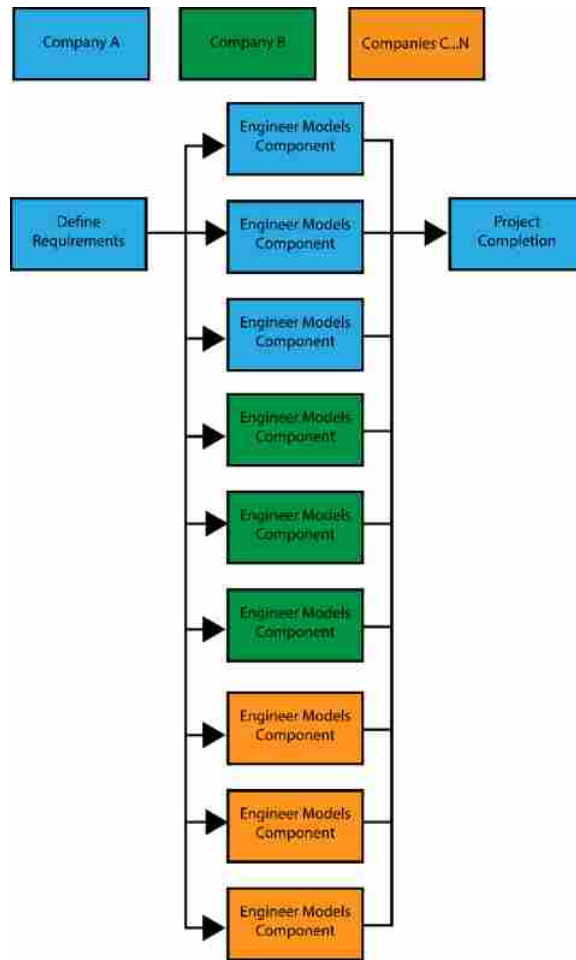 Company A
Company B
Companies C...N
Engineer Models
Component
Define
Requirements
Engineer Models
Component
Project
Completion
Engineer Models
Component
Engineer Models
Component
Engineer Models
Component
Engineer Models
Component
Engineer Models
Component
Engineer Models
Component
Engineer Models
Component